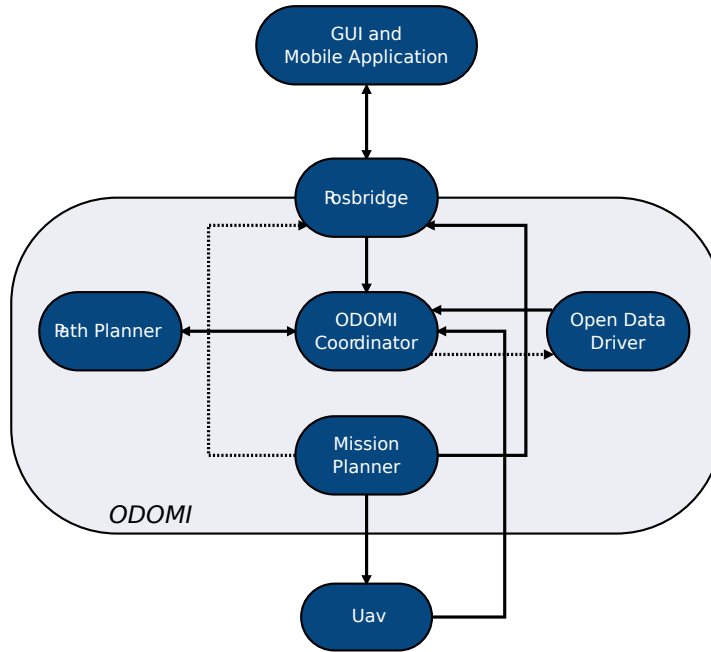 GUI and
Mobile Application
Rosbridge
Path Planner
ODOMI
Coordinator
Open Data
Driver
Mission
Planner
ODOMI
Uav